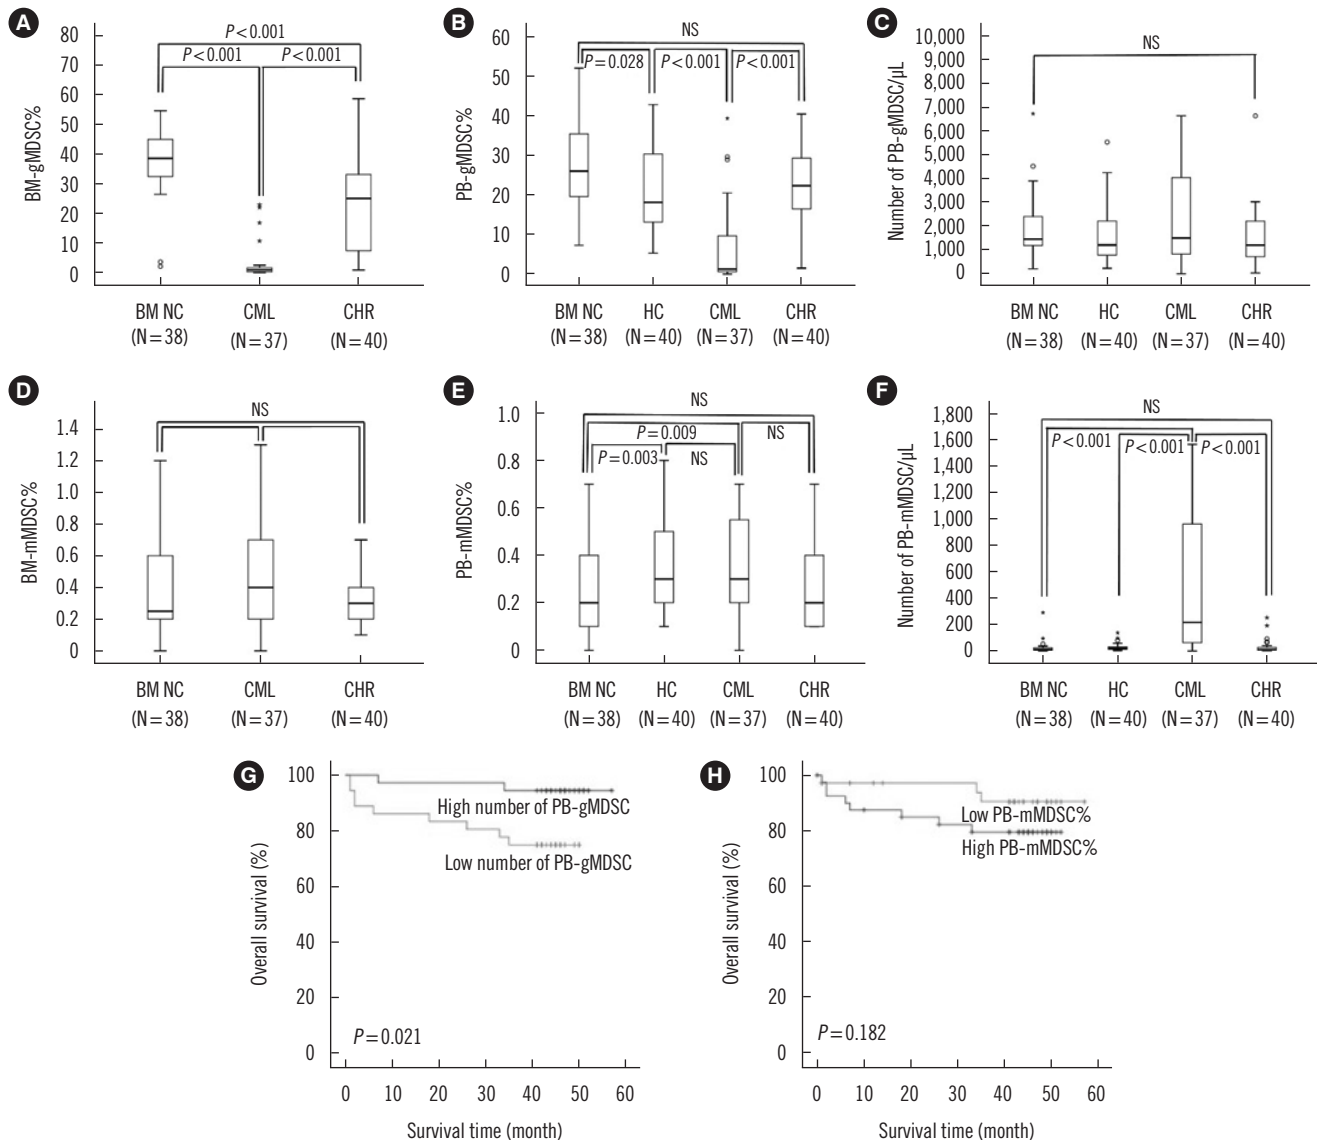 A
BM-gMDSC%
80
70
60
50
40
30
20
10
0
P<0.001
P<0.001 P<0.001
BM NC CML CHR
(N=38) (N=37) (N=40)
B
PB-gMDSC%
60
50
40
30
20
10
0
NS
P=0.028 P<0.001 P<0.001
BM NC HC CML CHR
(N=38) (N=40) (N=37) (N=40)
C
Number of PB-gMDSC/μL
10,000
9,000
8,000
7,000
6,000
5,000
4,000
3,000
2,000
1,000
0
NS
BM NC HC CML CHR
(N=38) (N=40) (N=37) (N=40)
D
BM-mMDSC%
1.4
1.2
1.0
0.8
0.6
0.4
0.2
0
NS
BM NC CML CHR
(N=38) (N=37) (N=40)
E
PB-mMDSC%
1.0
0.8
0.6
0.4
0.2
0
NS
P=0.009 NS
P=0.003 NS
BM NC HC CML CHR
(N=38) (N=40) (N=37) (N=40)
F
Number of PB-mMDSC/μL
1,800
1,600
1,400
1,200
1,000
800
600
400
200
0
NS
P<0.001 P<0.001 P<0.001
BM NC HC CML CHR
(N=38) (N=40) (N=37) (N=40)
G
Overall survival (%)
100
80
60
40
20
0
High number of PB-gMDSC
Low number of PB-gMDSC
P=0.021
0 10 20 30 40 50 60
Survival time (month)
H
Overall survival (%)
100
80
60
40
20
0
Low PB-mMDSC%
High PB-mMDSC%
P=0.182
0 10 20 30 40 50 60
Survival time (month)